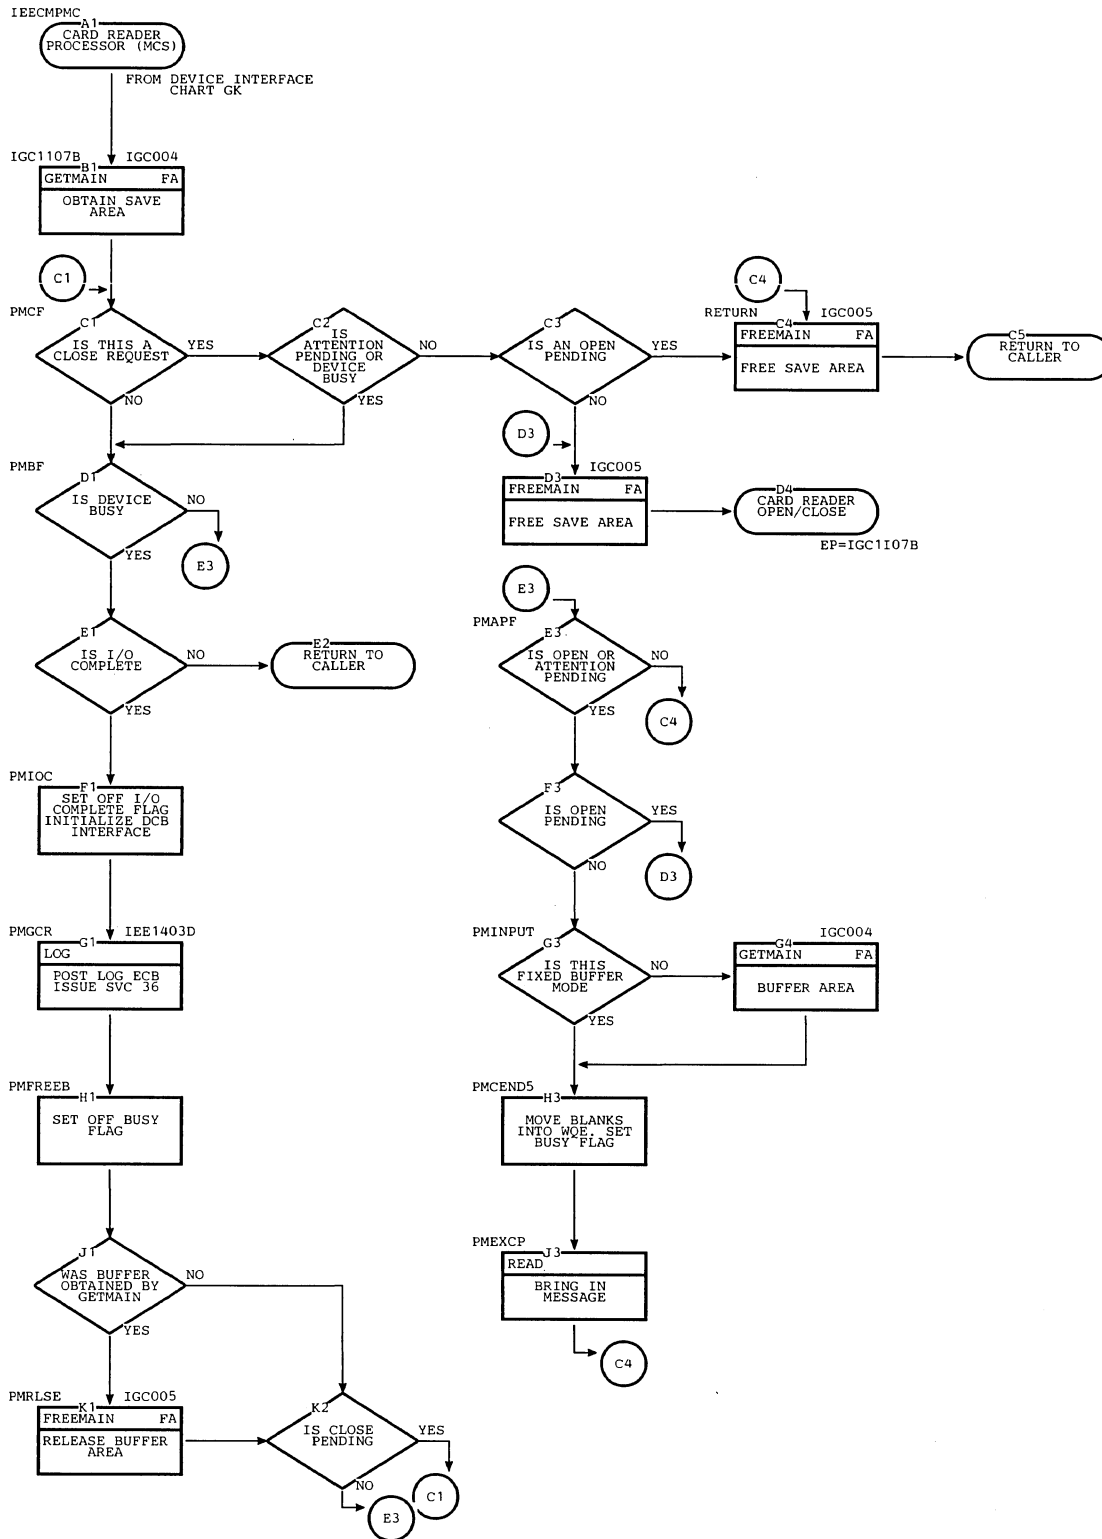 IEECMPMC
A1
CARD READER
PROCESSOR (MCS)
FROM DEVICE INTERFACE
CHART GK
IGC1107B
IGC004
B1
GETMAIN FA
OBTAIN SAVE
AREA
C1
PMCF
C1
IS THIS A
CLOSE REQUEST
YES
NO
C2
IS
ATTENTION
PENDING OR
DEVICE
BUSY
NO
YES
C3
IS AN OPEN
PENDING
YES
NO
C4
RETURN
IGC005
C4
FREEMAIN FA
FREE SAVE AREA
C5
RETURN TO
CALLER
D3
PMBF
D1
IS DEVICE
BUSY
NO
YES
E3
IGC005
D3
FREEMAIN FA
FREE SAVE AREA
D4
CARD READER
OPEN/CLOSE
EP=IGC1I07B
E1
IS I/O
COMPLETE
NO
YES
E2
RETURN TO
CALLER
E3
PMAPF
E3
IS OPEN OR
ATTENTION
PENDING
NO
YES
C4
PMIOC
F1
SET OFF I/O
COMPLETE FLAG
INITIALIZE DCB
INTERFACE
F3
IS OPEN
PENDING
YES
NO
D3
PMGCR
IEE1403D
G1
LOG
POST LOG ECB
ISSUE SVC 36
PMINPUT
G3
IS THIS
FIXED BUFFER
MODE
NO
YES
IGC004
G4
GETMAIN FA
BUFFER AREA
PMFREEB
H1
SET OFF BUSY
FLAG
PMCEND5
H3
MOVE BLANKS
INTO WQE. SET
BUSY FLAG
J1
WAS BUFFER
OBTAINED BY
GETMAIN
NO
YES
PMEXCP
J3
READ
BRING IN
MESSAGE
C4
PMRLSE
IGC005
K1
FREEMAIN FA
RELEASE BUFFER
AREA
K2
IS CLOSE
PENDING
YES
NO
C1
E3